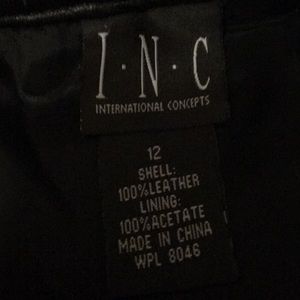 I·N·C
INTERNATIONAL CONCEPTS
12
SHELL:
100%LEATHER
LINING:
100%ACETATE
MADE IN CHINA
WPL 8046